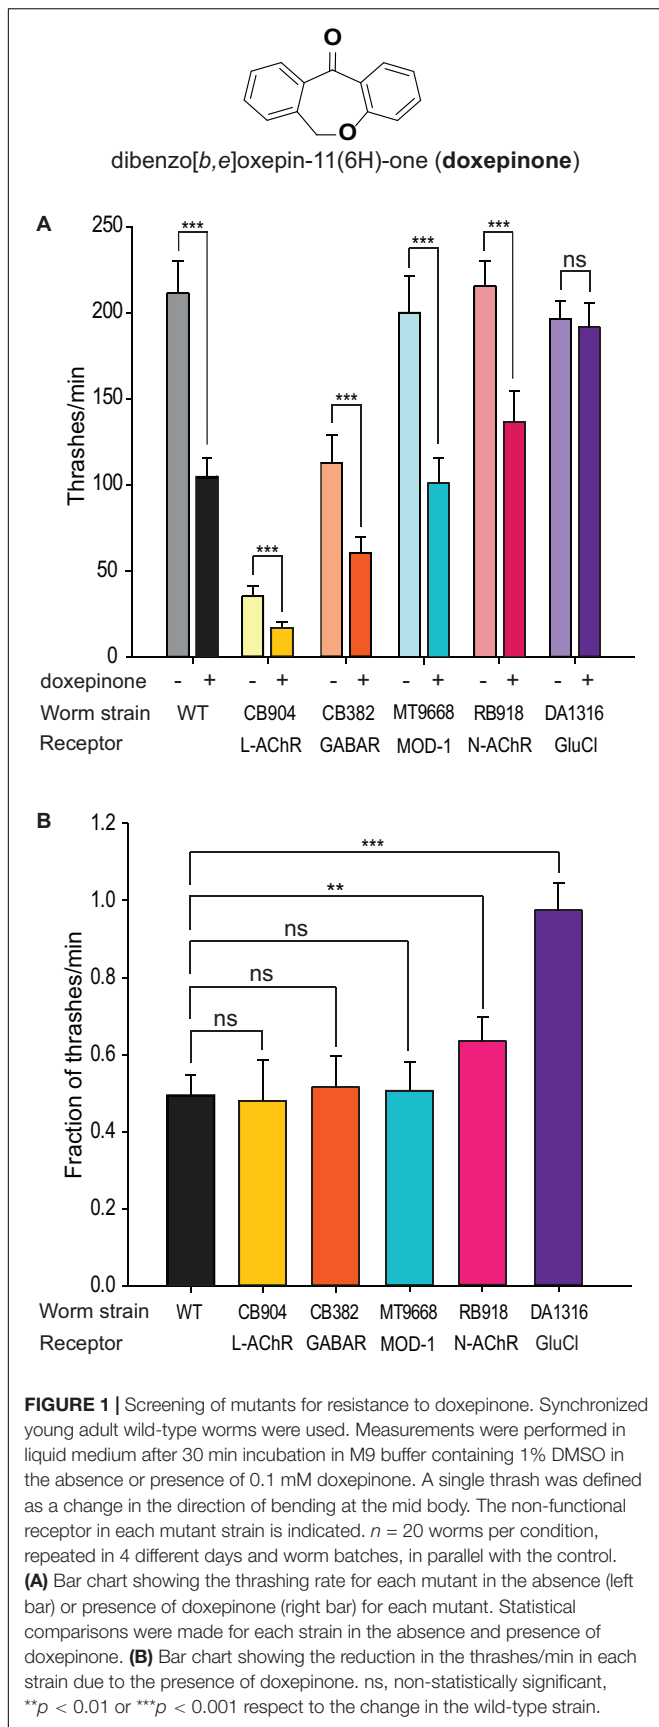 O
O
dibenzo[b,e]oxepin-11(6H)-one (doxepinone)
A
250
200
150
100
50
0
Thrashes/min
***
***
***
***
***
ns
doxepinone - + - + - + - + - + - +
Worm strain WT CB904 CB382 MT9668 RB918 DA1316
Receptor L-AChR GABAR MOD-1 N-AChR GluCl
B
1.2
1.0
0.8
0.6
0.4
0.2
0.0
Fraction of thrashes/min
***
**
ns
ns
ns
Worm strain WT CB904 CB382 MT9668 RB918 DA1316
Receptor L-AChR GABAR MOD-1 N-AChR GluCl
FIGURE 1 | Screening of mutants for resistance to doxepinone. Synchronized
young adult wild-type worms were used. Measurements were performed in
liquid medium after 30 min incubation in M9 buffer containing 1% DMSO in
the absence or presence of 0.1 mM doxepinone. A single thrash was defined
as a change in the direction of bending at the mid body. The non-functional
receptor in each mutant strain is indicated. n = 20 worms per condition,
repeated in 4 different days and worm batches, in parallel with the control.
(A) Bar chart showing the thrashing rate for each mutant in the absence (left
bar) or presence of doxepinone (right bar) for each mutant. Statistical
comparisons were made for each strain in the absence and presence of
doxepinone. (B) Bar chart showing the reduction in the thrashes/min in each
strain due to the presence of doxepinone. ns, non-statistically significant,
**p < 0.01 or ***p < 0.001 respect to the change in the wild-type strain.